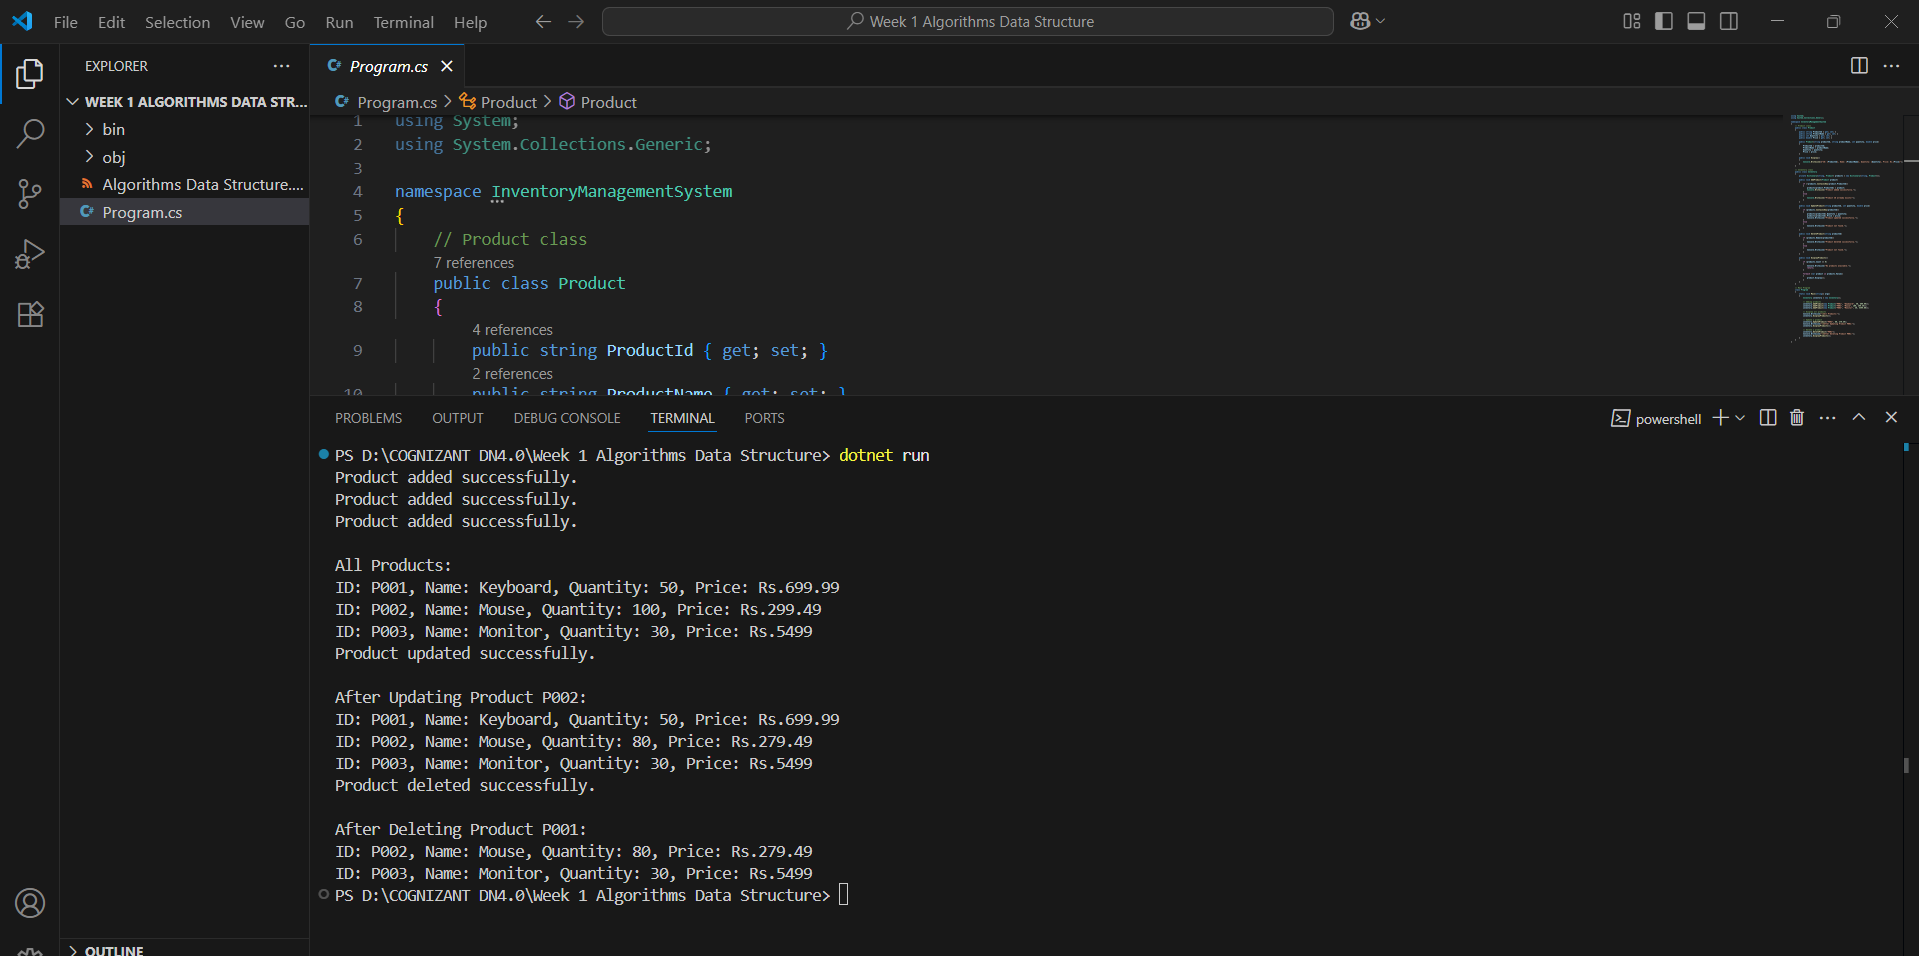 File Edit Selection View Go Run Terminal Help
Week 1 Algorithms Data Structure
EXPLORER
WEEK 1 ALGORITHMS DATA STR...
bin
obj
Algorithms Data Structure....
C# Program.cs
C# Program.cs
C# Program.cs > Product > Product
1 using System;
2 using System.Collections.Generic;
3
4 namespace InventoryManagementSystem
5 {
6 // Product class
7 references
7 public class Product
8 {
4 references
9 public string ProductId { get; set; }
2 references
10 public string ProductName { get; set; }
PROBLEMS OUTPUT DEBUG CONSOLE TERMINAL PORTS
powershell
PS D:\COGNIZANT DN4.0\Week 1 Algorithms Data Structure> dotnet run
Product added successfully.
Product added successfully.
Product added successfully.
All Products:
ID: P001, Name: Keyboard, Quantity: 50, Price: Rs.699.99
ID: P002, Name: Mouse, Quantity: 100, Price: Rs.299.49
ID: P003, Name: Monitor, Quantity: 30, Price: Rs.5499
Product updated successfully.
After Updating Product P002:
ID: P001, Name: Keyboard, Quantity: 50, Price: Rs.699.99
ID: P002, Name: Mouse, Quantity: 80, Price: Rs.279.49
ID: P003, Name: Monitor, Quantity: 30, Price: Rs.5499
Product deleted successfully.
After Deleting Product P001:
ID: P002, Name: Mouse, Quantity: 80, Price: Rs.279.49
ID: P003, Name: Monitor, Quantity: 30, Price: Rs.5499
PS D:\COGNIZANT DN4.0\Week 1 Algorithms Data Structure>
OUTLINE